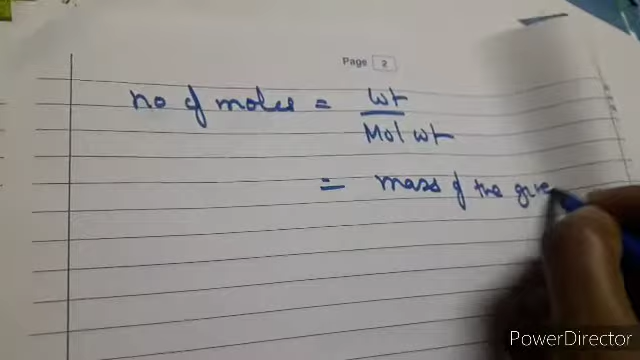 Page 2
no of moles = wt
Mol wt
= mass of the give
PowerDirector